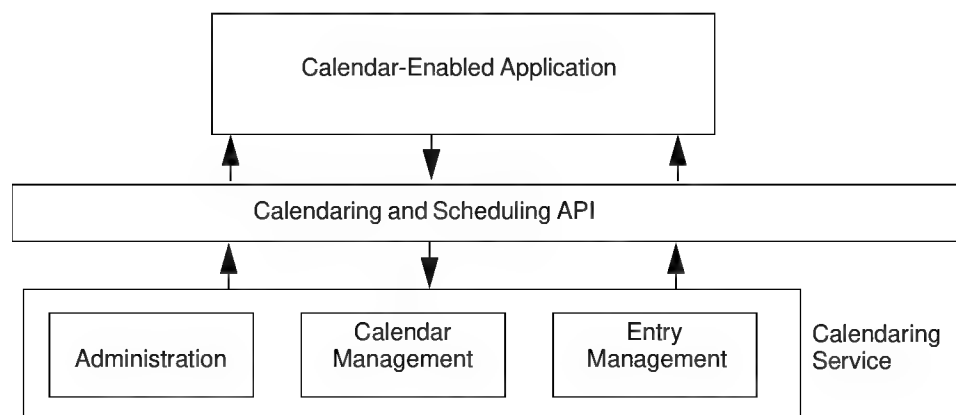 Calendar-Enabled Application
Calendaring and Scheduling API
Administration
Calendar
Management
Entry
Management
Calendaring
Service